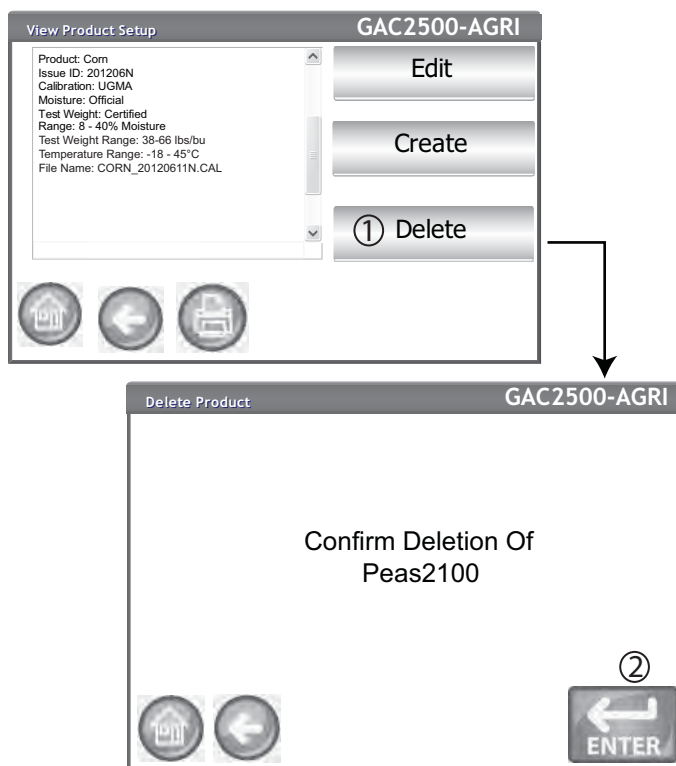 View Product Setup
GAC2500-AGRI
Product: Corn
Issue ID: 201206N
Calibration: UGMA
Moisture: Official
Test Weight: Certified
Range: 8 - 40% Moisture
Test Weight Range: 38-66 lbs/bu
Temperature Range: -18 - 45°C
File Name: CORN_20120611N.CAL
Edit
Create
① Delete
Delete Product
GAC2500-AGRI
Confirm Deletion Of
Peas2100
②
ENTER